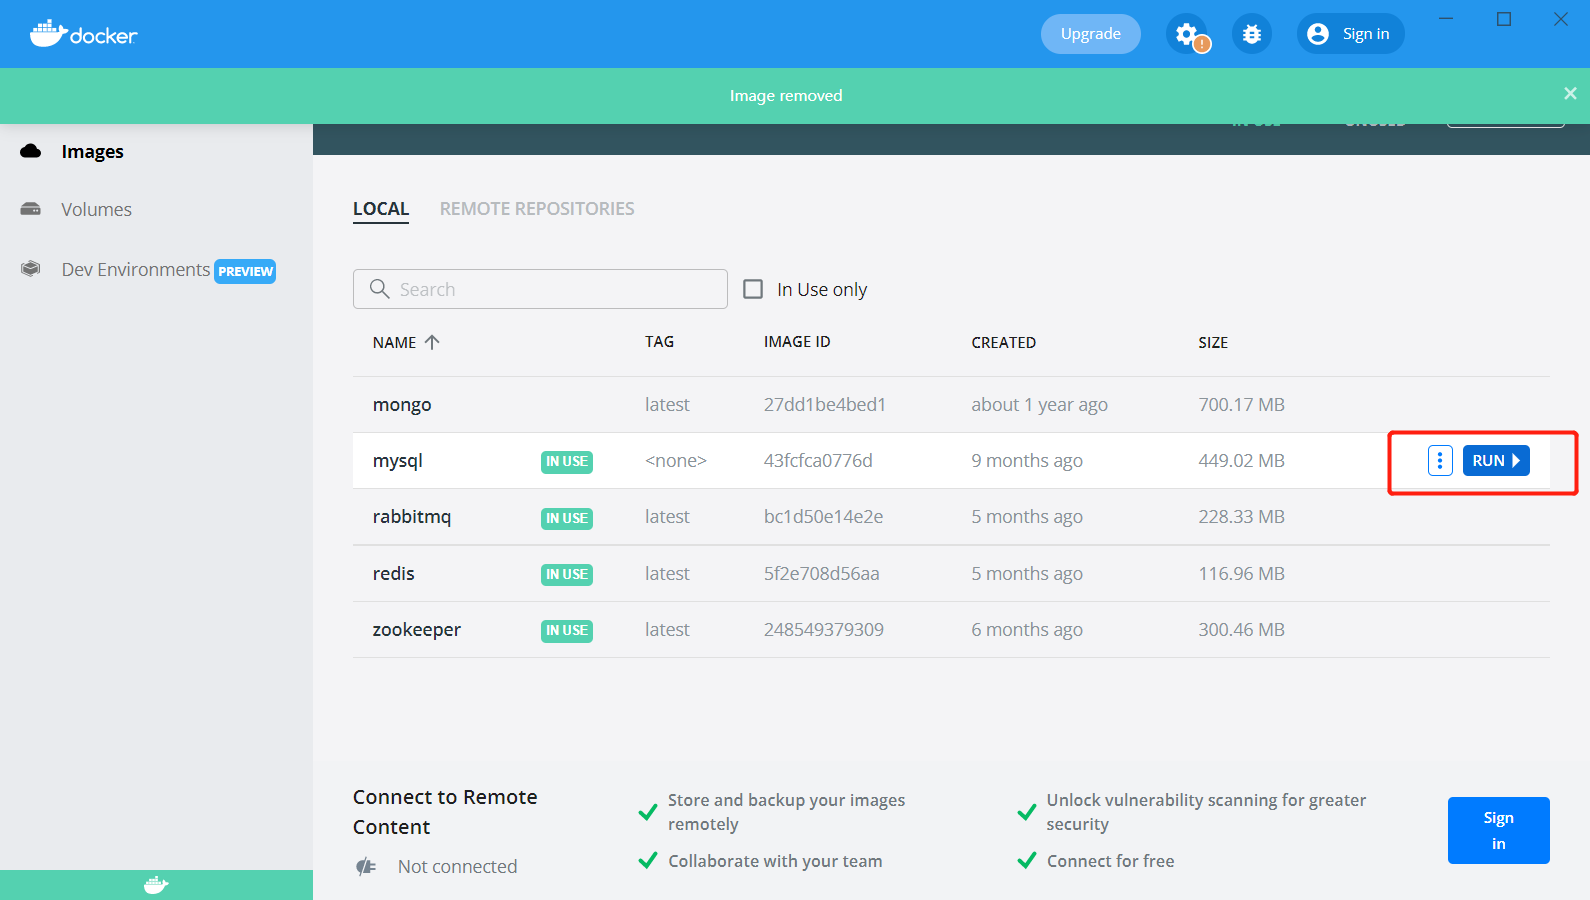 docker
Upgrade
Sign in
Image removed
IN USE UNUSED
Images
Volumes
Dev Environments PREVIEW
LOCAL REMOTE REPOSITORIES
Search In Use only
NAME TAG IMAGE ID CREATED SIZE
mongo latest 27dd1be4bed1 about 1 year ago 700.17 MB
mysql IN USE <none> 43fcfca0776d 9 months ago 449.02 MB RUN
rabbitmq IN USE latest bc1d50e14e2e 5 months ago 228.33 MB
redis IN USE latest 5f2e708d56aa 5 months ago 116.96 MB
zookeeper IN USE latest 248549379309 6 months ago 300.46 MB
Connect to Remote
Content
Not connected
Store and backup your images
remotely
Collaborate with your team
Unlock vulnerability scanning for greater
security
Connect for free
Sign
in